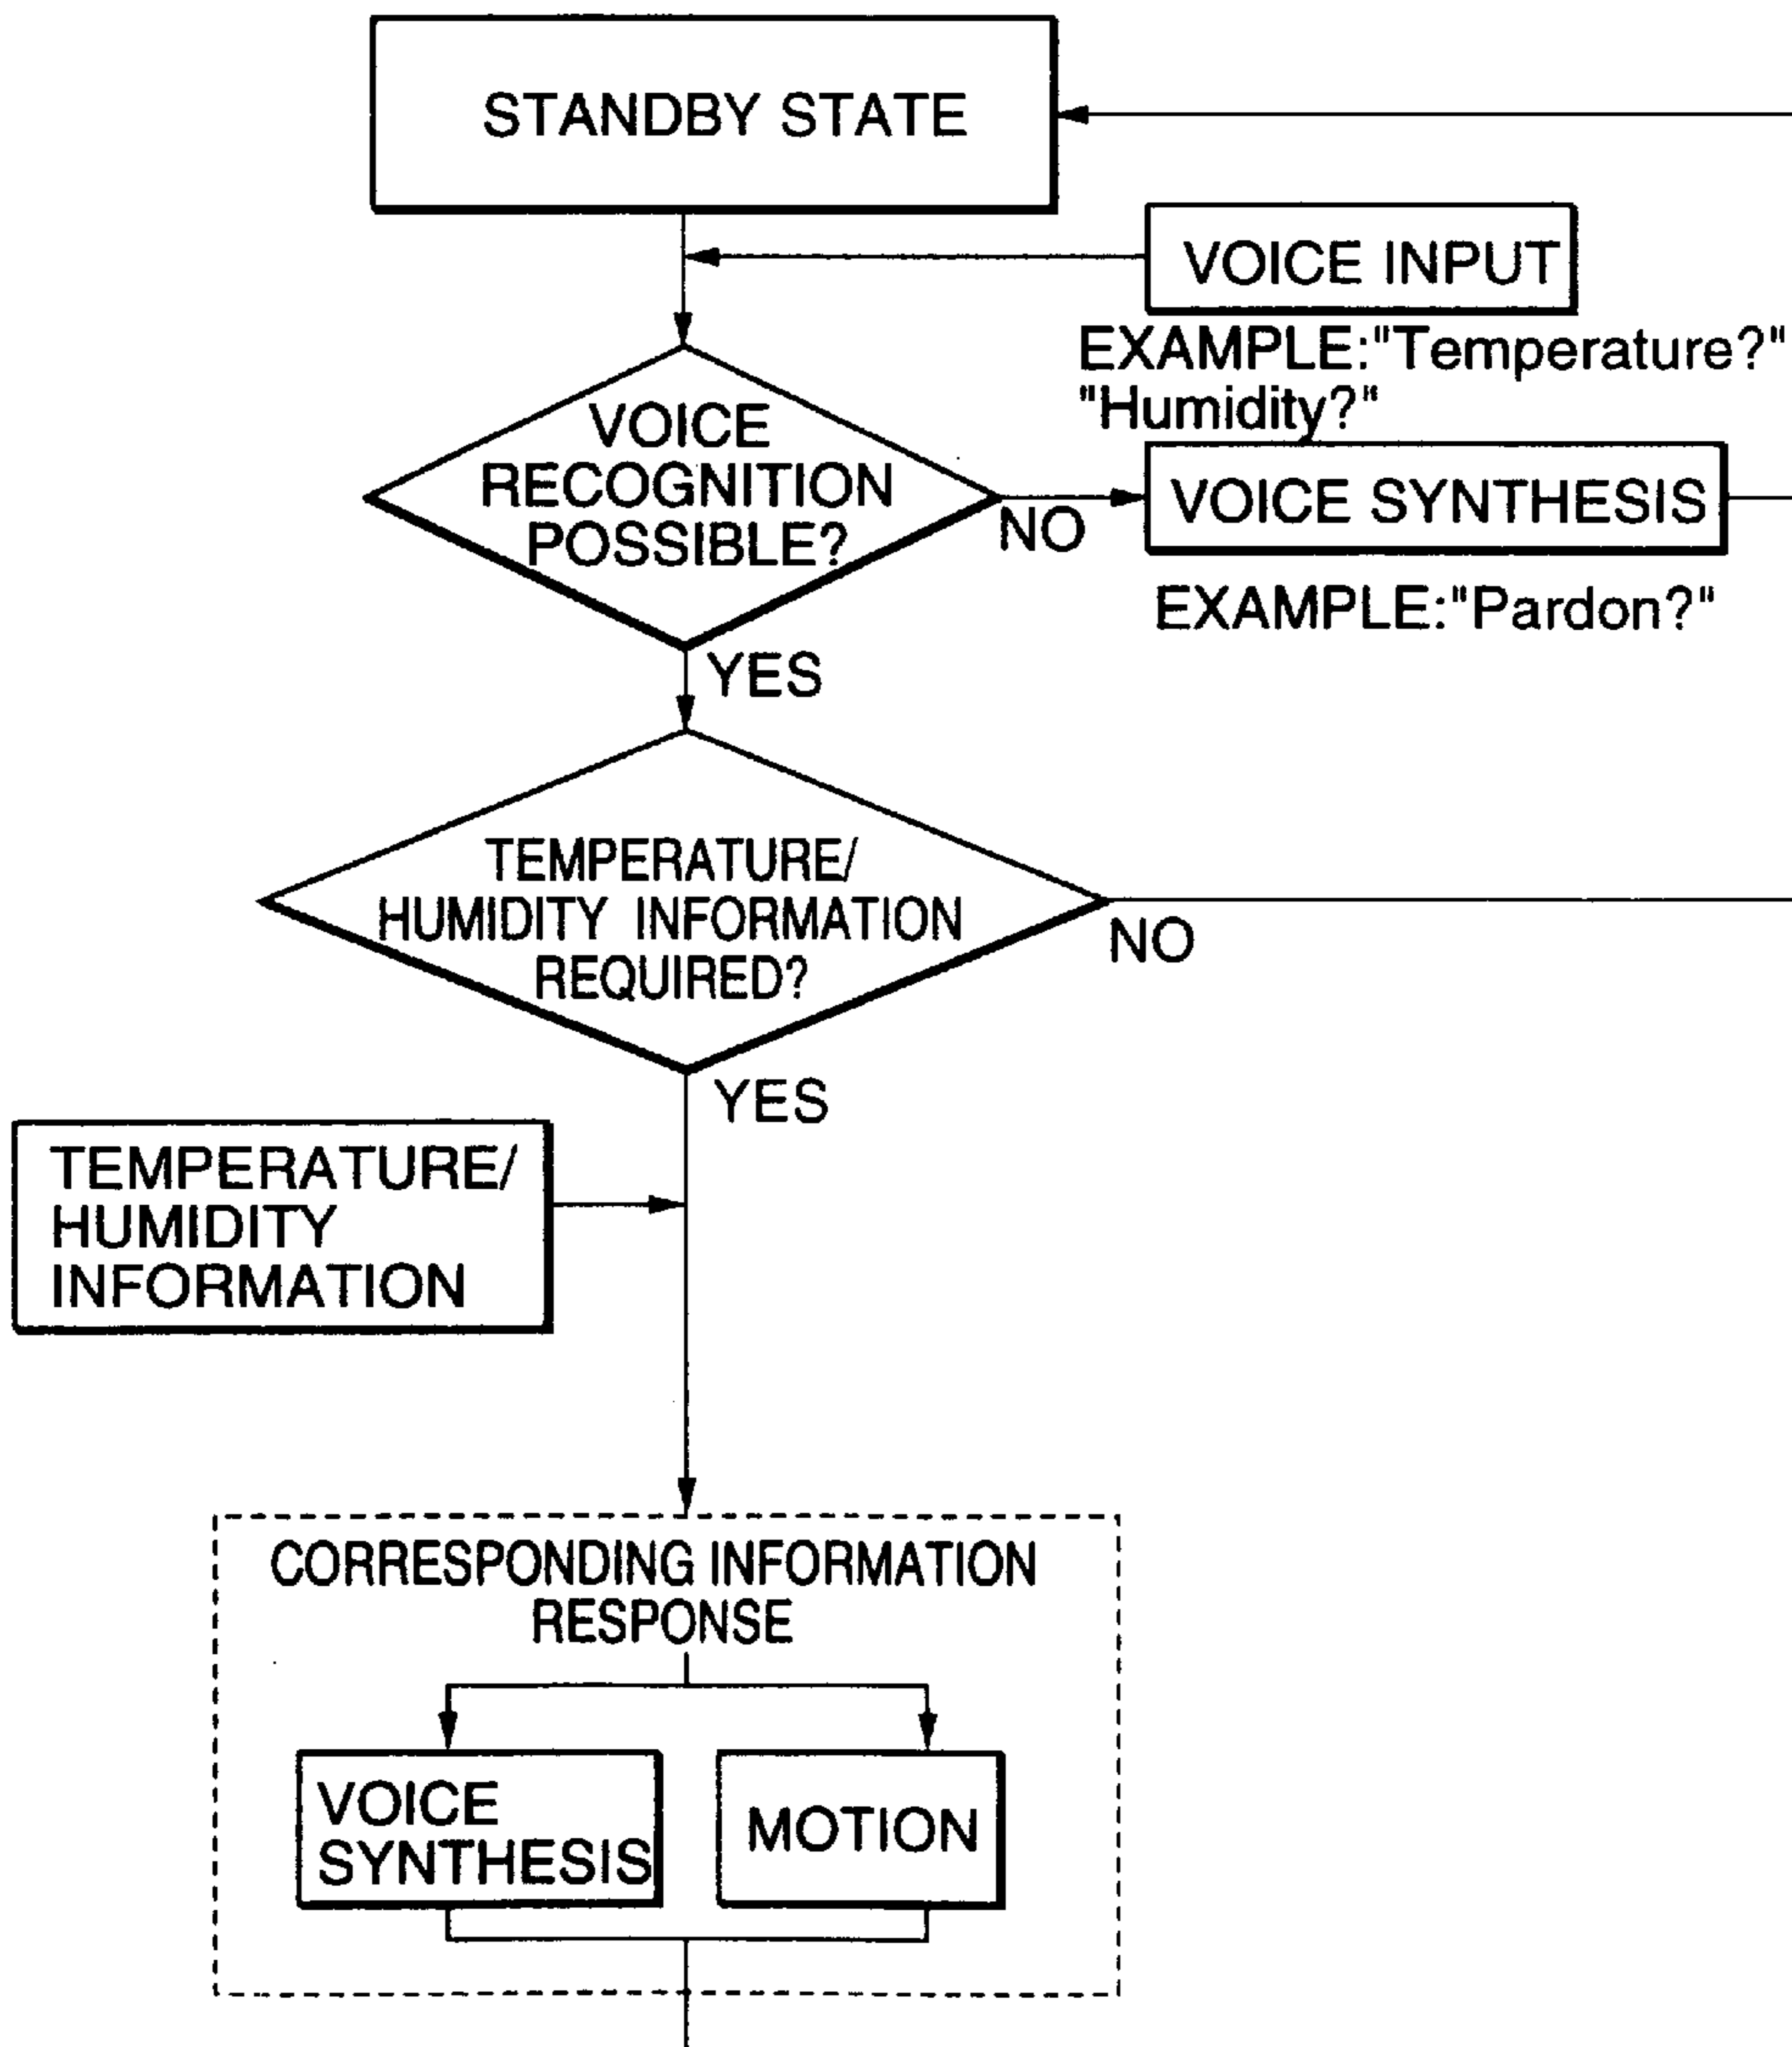 STANDBY STATE
VOICE INPUT
EXAMPLE:"Temperature?"
"Humidity?"
VOICE
RECOGNITION
POSSIBLE?
NO
VOICE SYNTHESIS
EXAMPLE:"Pardon?"
YES
TEMPERATURE/
HUMIDITY INFORMATION
REQUIRED?
NO
YES
TEMPERATURE/
HUMIDITY
INFORMATION
CORRESPONDING INFORMATION
RESPONSE
VOICE
SYNTHESIS
MOTION